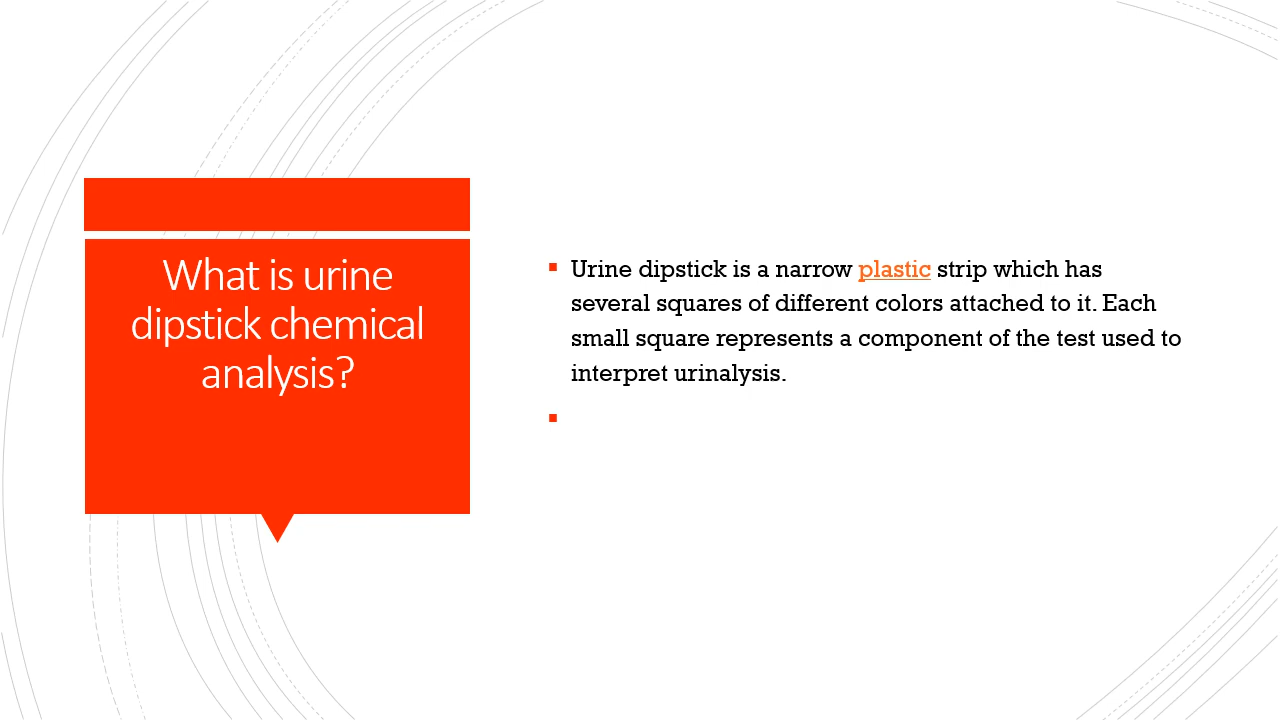 What is urine
dipstick chemical
analysis?
Urine dipstick is a narrow plastic strip which has
several squares of different colors attached to it. Each
small square represents a component of the test used to
interpret urinalysis.